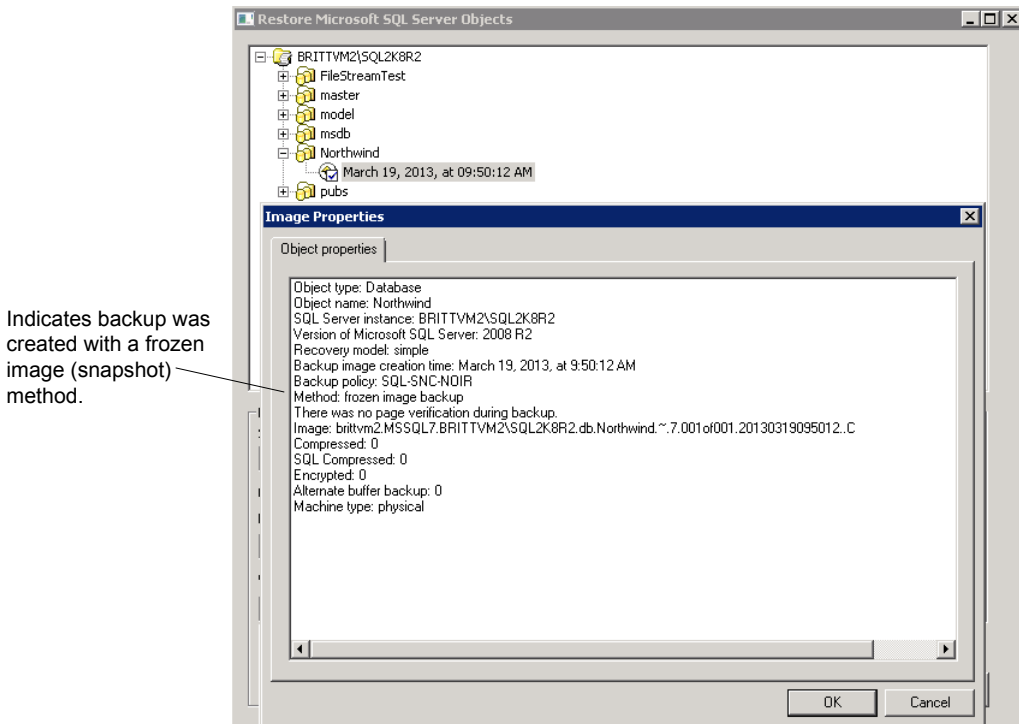 Restore Microsoft SQL Server Objects
BRITTVM2\SQL2K8R2
FileStreamTest
master
model
msdb
Northwind
March 19, 2013, at 09:50:12 AM
pubs
Image Properties
Object properties
Object type: Database
Object name: Northwind
SQL Server instance: BRITTVM2\SQL2K8R2
Version of Microsoft SQL Server: 2008 R2
Recovery model: simple
Backup image creation time: March 19, 2013, at 9:50:12 AM
Backup policy: SQL-SNC-NOIR
Method: frozen image backup
There was no page verification during backup.
Image: brittvm2.MSSQL7.BRITTVM2\SQL2K8R2.db.Northwind.~.7.001of001.20130319095012..C
Compressed: 0
SQL Compressed: 0
Encrypted: 0
Alternate buffer backup: 0
Machine type: physical
OK
Cancel
Indicates backup was
created with a frozen
image (snapshot)
method.